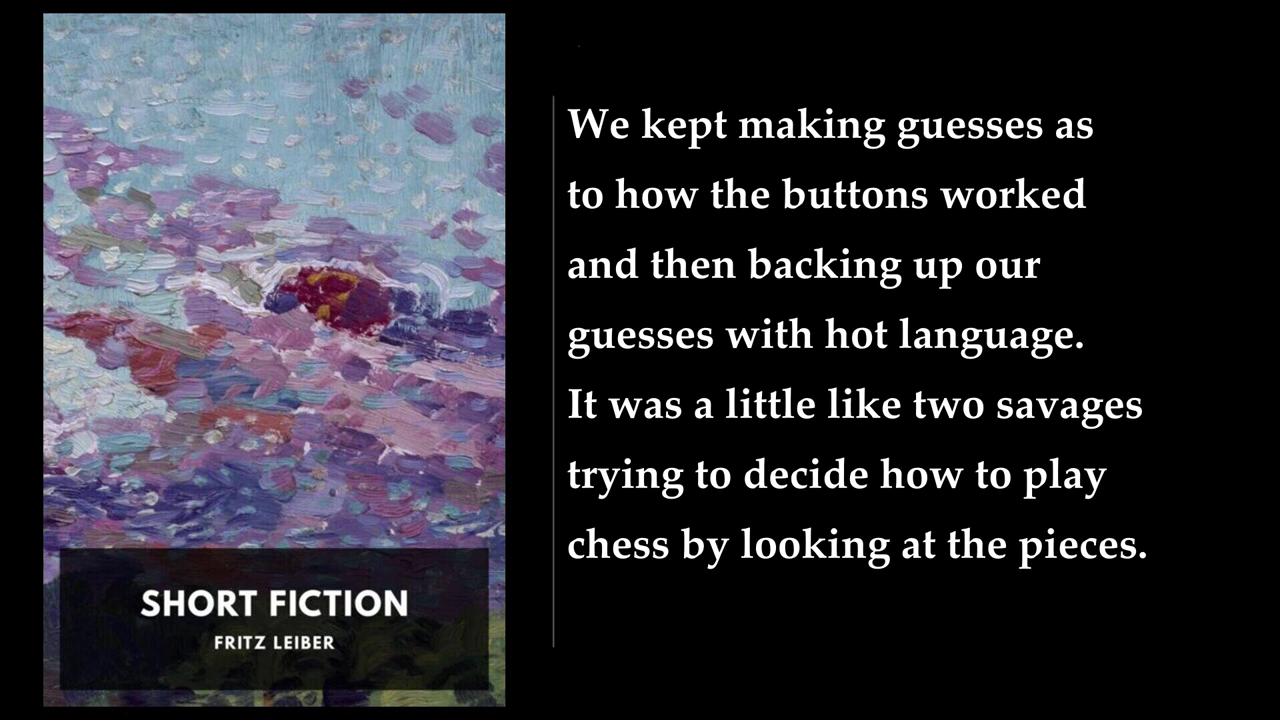 We kept making guesses as
to how the buttons worked
and then backing up our
guesses with hot language.
It was a little like two savages
trying to decide how to play
chess by looking at the pieces.
SHORT FICTION
FRITZ LEIBER